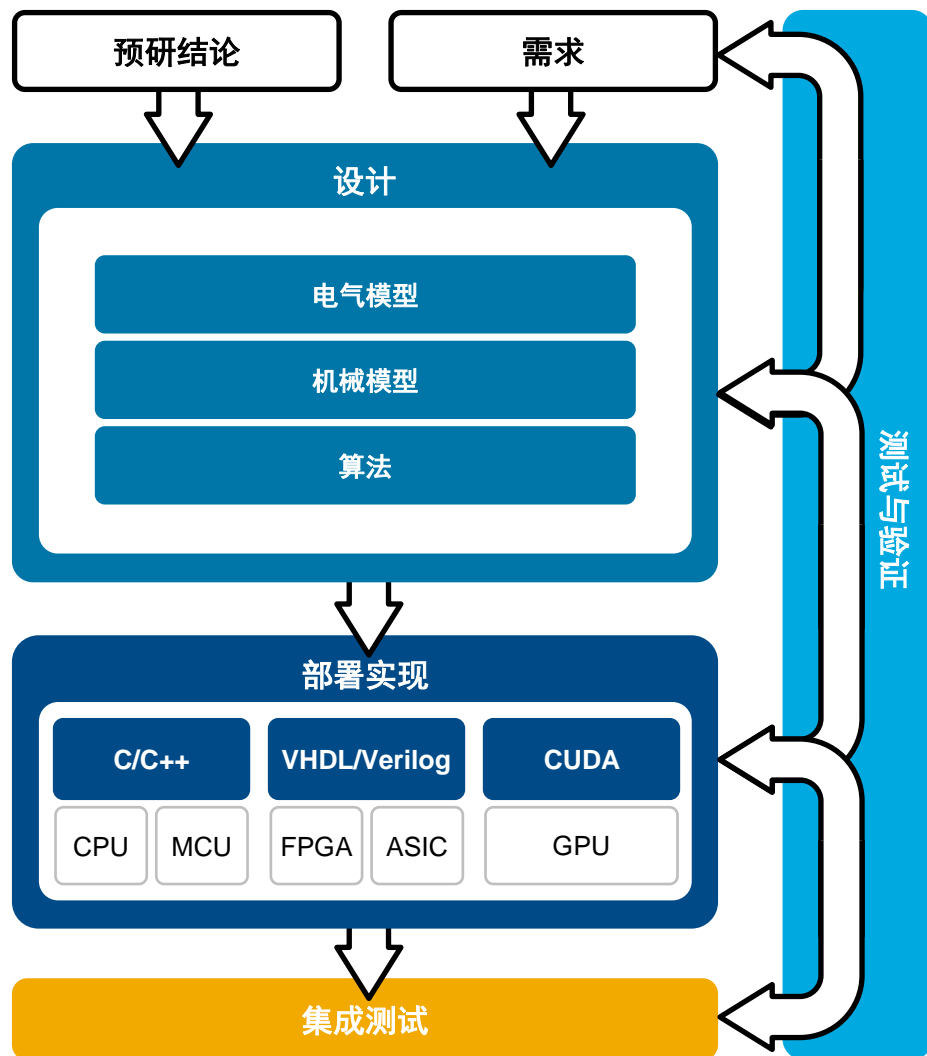 预研结论
需求
设计
电气模型
机械模型
算法
测试与验证
部署实现
C/C++
VHDL/Verilog
CUDA
CPU
MCU
FPGA
ASIC
GPU
集成测试